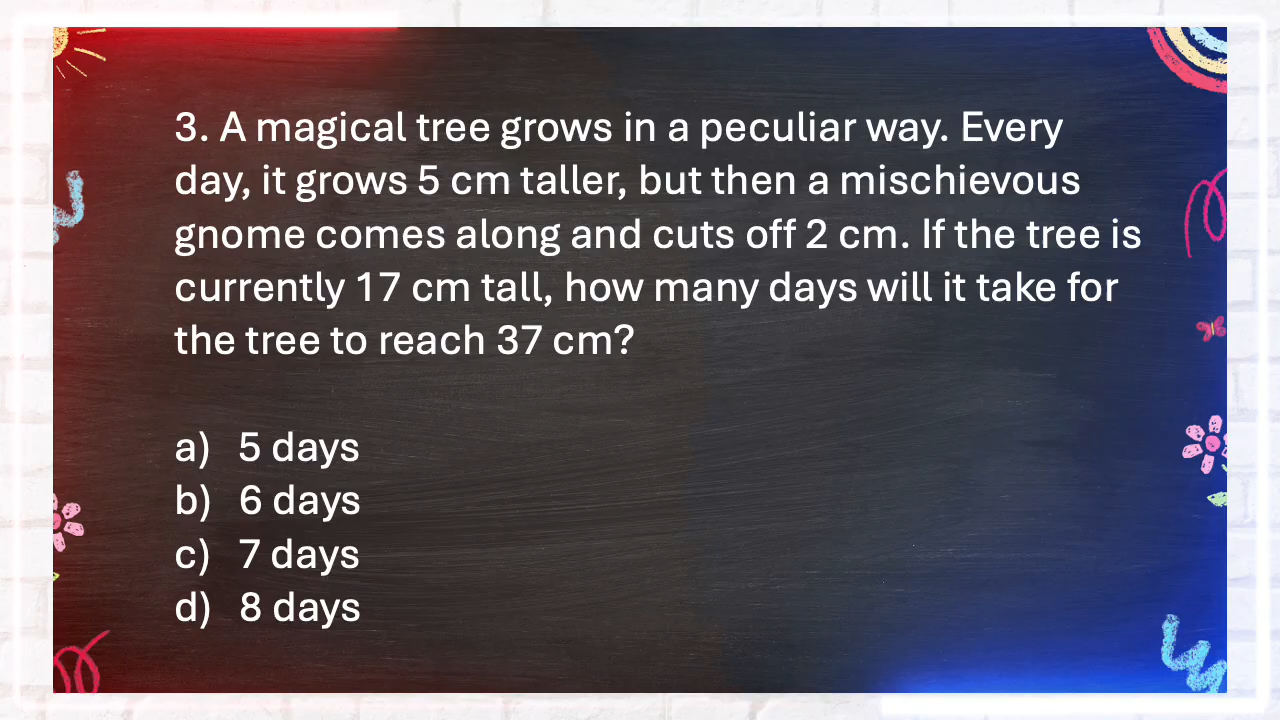 3. A magical tree grows in a peculiar way. Every
day, it grows 5 cm taller, but then a mischievous
gnome comes along and cuts off 2 cm. If the tree is
currently 17 cm tall, how many days will it take for
the tree to reach 37 cm?
a) 5 days
b) 6 days
c) 7 days
d) 8 days